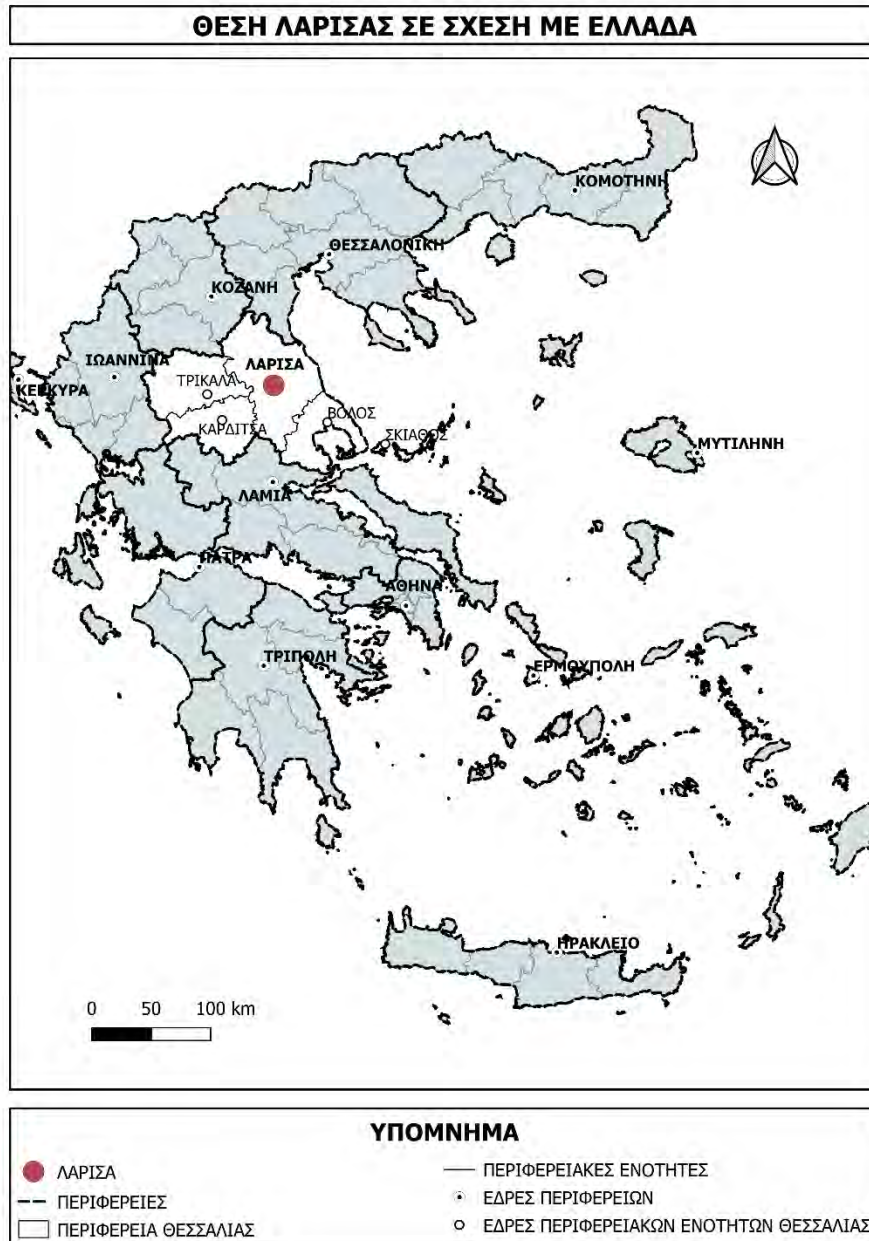 ΘΕΣΗ ΛΑΡΙΣΑΣ ΣΕ ΣΧΕΣΗ ΜΕ ΕΛΛΑΔΑ
ΚΟΜΟΤΗΝΗ
ΘΕΣΣΑΛΟΝΙΚΗ
ΚΟΖΑΝΗ
ΙΩΑΝΝΙΝΑ
ΛΑΡΙΣΑ
ΤΡΙΚΑΛΑ
ΚΕΡΚΥΡΑ
ΚΑΡΔΙΤΣΑ
ΒΟΛΟΣ
ΣΚΙΑΘΟΣ
ΜΥΤΙΛΗΝΗ
ΛΑΜΙΑ
ΠΑΤΡΑ
ΑΘΗΝΑ
ΤΡΙΠΟΛΗ
ΕΡΜΟΥΠΟΛΗ
ΗΡΑΚΛΕΙΟ
0 50 100 km
ΥΠΟΜΝΗΜΑ
ΛΑΡΙΣΑ
ΠΕΡΙΦΕΡΕΙΕΣ
ΠΕΡΙΦΕΡΕΙΑ ΘΕΣΣΑΛΙΑΣ
ΠΕΡΙΦΕΡΕΙΑΚΕΣ ΕΝΟΤΗΤΕΣ
ΕΔΡΕΣ ΠΕΡΙΦΕΡΕΙΩΝ
ΕΔΡΕΣ ΠΕΡΙΦΕΡΕΙΑΚΩΝ ΕΝΟΤΗΤΩΝ ΘΕΣΣΑΛΙΑΣ